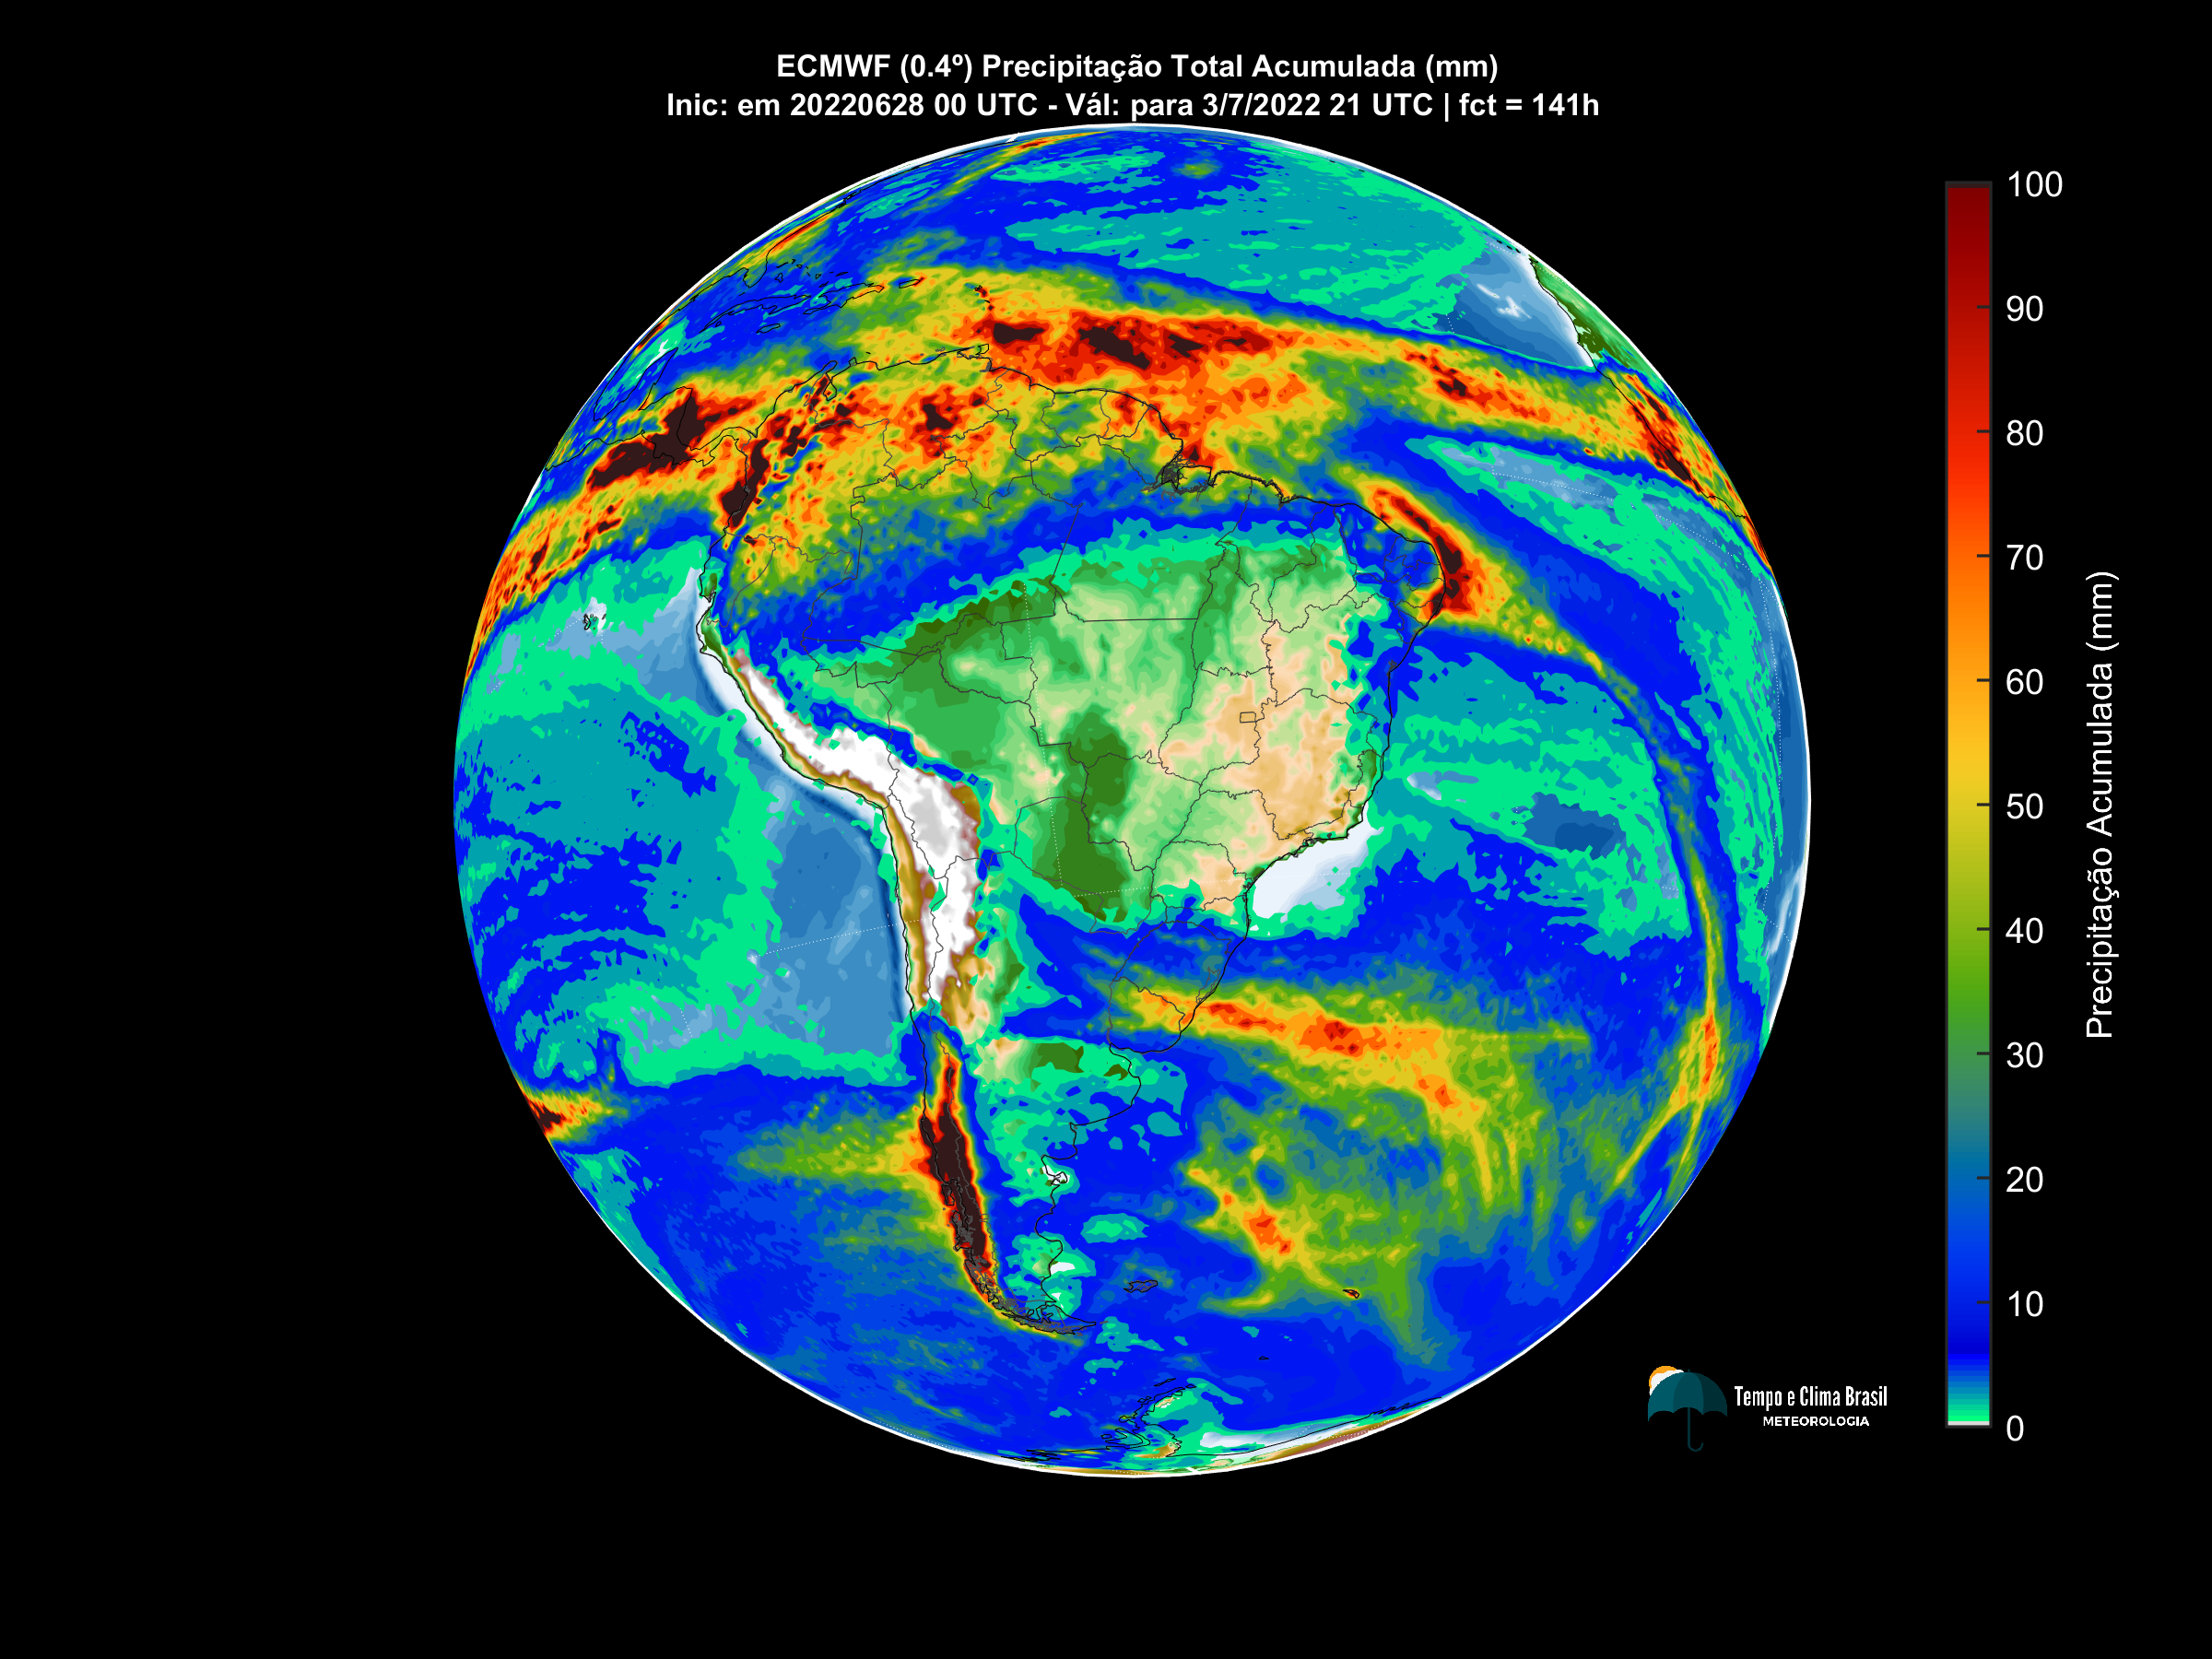 ECMWF (0.4º) Precipitação Total Acumulada (mm)
Inic: em 20220628 00 UTC - Vál: para 3/7/2022 21 UTC | fct = 141h
100
90
80
70
60
50
40
30
20
10
0
Precipitação Acumulada (mm)
Tempo e Clima Brasil
METEOROLOGIA